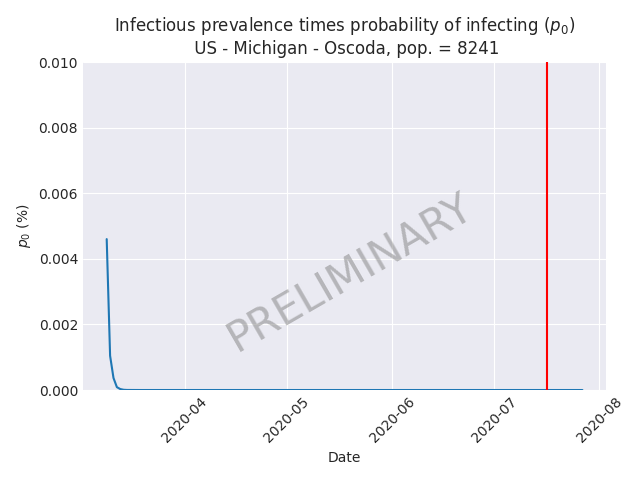 Infectious prevalence times probability of infecting (p₀)
US - Michigan - Oscoda, pop. = 8241
0.010
0.008
0.006
0.004
0.002
0.000
p₀ (%)
PRELIMINARY
2020-04
2020-05
2020-06
2020-07
2020-08
Date